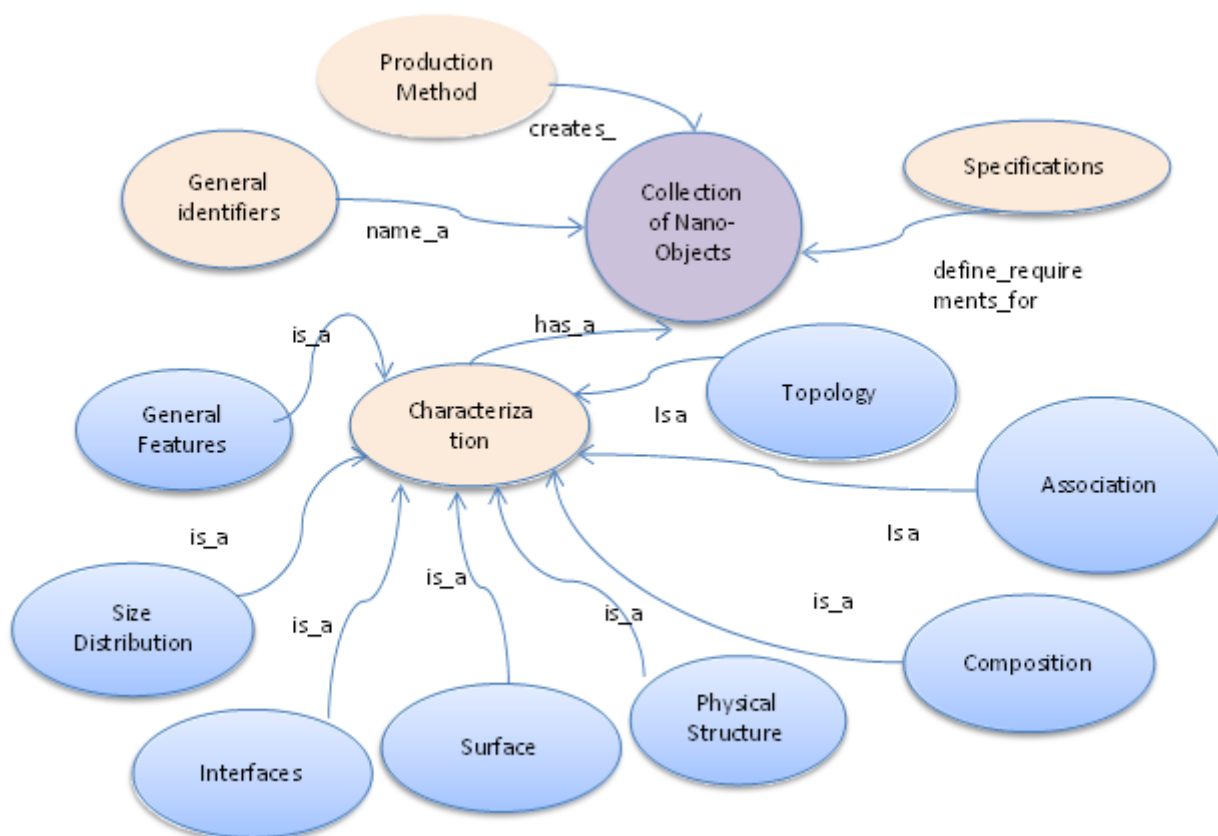 Production
Method
creates_
General
identifiers
name_a
Collection
of Nano-
Objects
Specifications
define_require
ments_for
is_a
has_a
General
Features
Characteriza
tion
Topology
Is a
Association
Is a
is_a
Size
Distribution
is_a
Interfaces
is_a
Surface
is_a
Physical
Structure
is_a
Composition